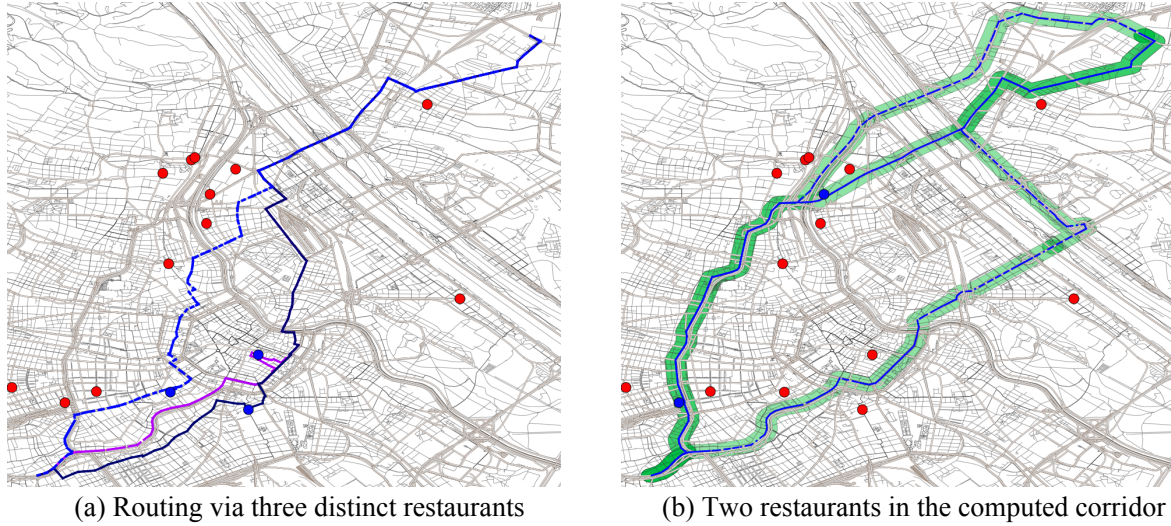 (a) Routing via three distinct restaurants
(b) Two restaurants in the computed corridor